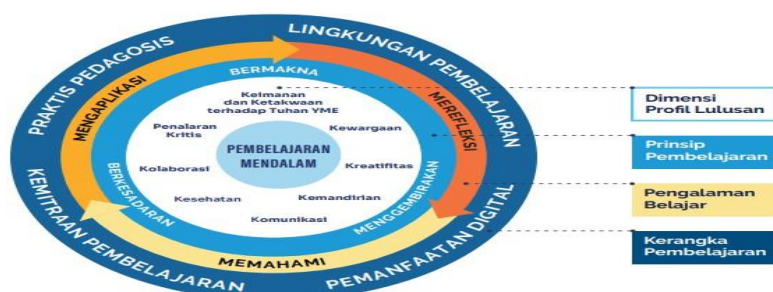 PRAKTIS PEDAGOGIS
LINGKUNGAN PEMBELAJARAN
KEMITRAAN PEMBELAJARAN
PEMANFAATAN DIGITAL
MENGAPLIKASI
MEREFLEKSI
MEMAHAMI
BERMAKNA
BERKESADARAN
MENGGEMBIRAKAN
Keimanan
dan Ketakwaan
terhadap Tuhan YME
Penalaran
Kritis
Kewargaan
Kolaborasi
Kreatifitas
Kesehatan
Kemandirian
Komunikasi
PEMBELAJARAN
MENDALAM
Dimensi
Profil Lulusan
Prinsip
Pembelajaran
Pengalaman
Belajar
Kerangka
Pembelajaran